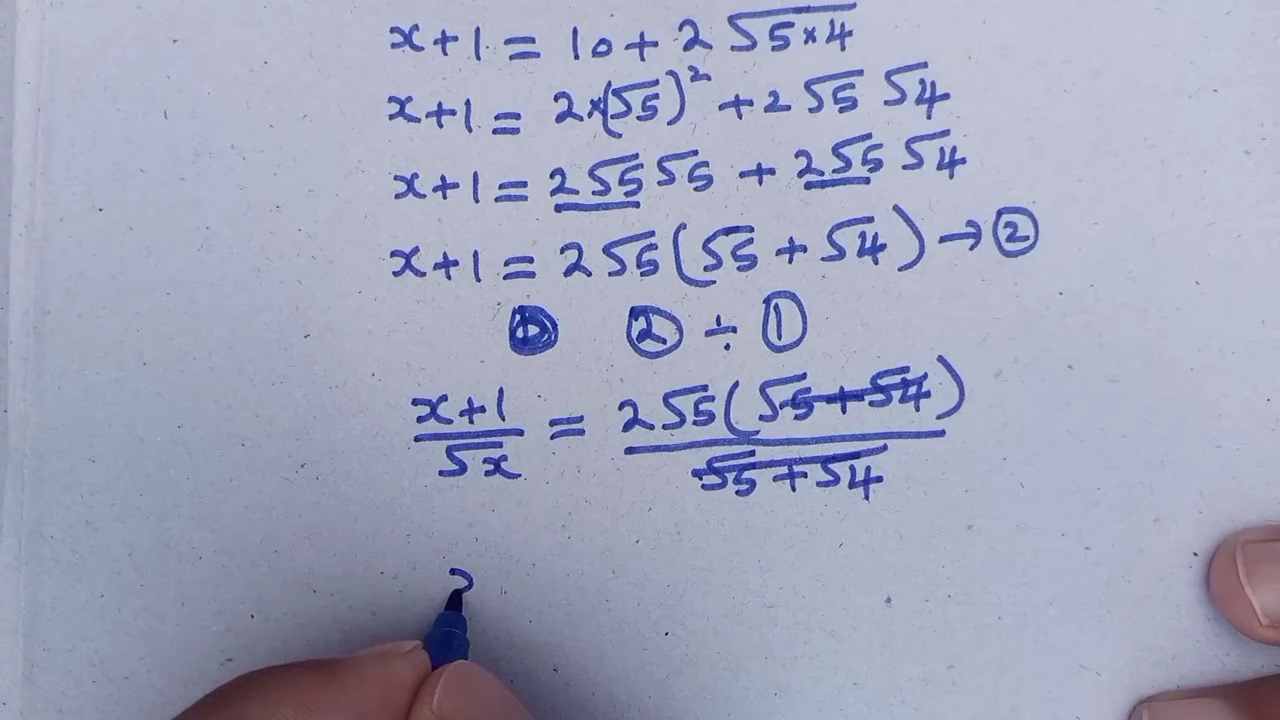 x+1 = 10 + 2 √5×4
x+1 = 2×(√5)² + 2 √5 √4
x+1 = 2√5 √5 + 2√5 √4
x+1 = 2√5 (√5 + √4) → ②
② ÷ ①
x+1 = 2√5 (√5 + √4)
√x √5 + √4